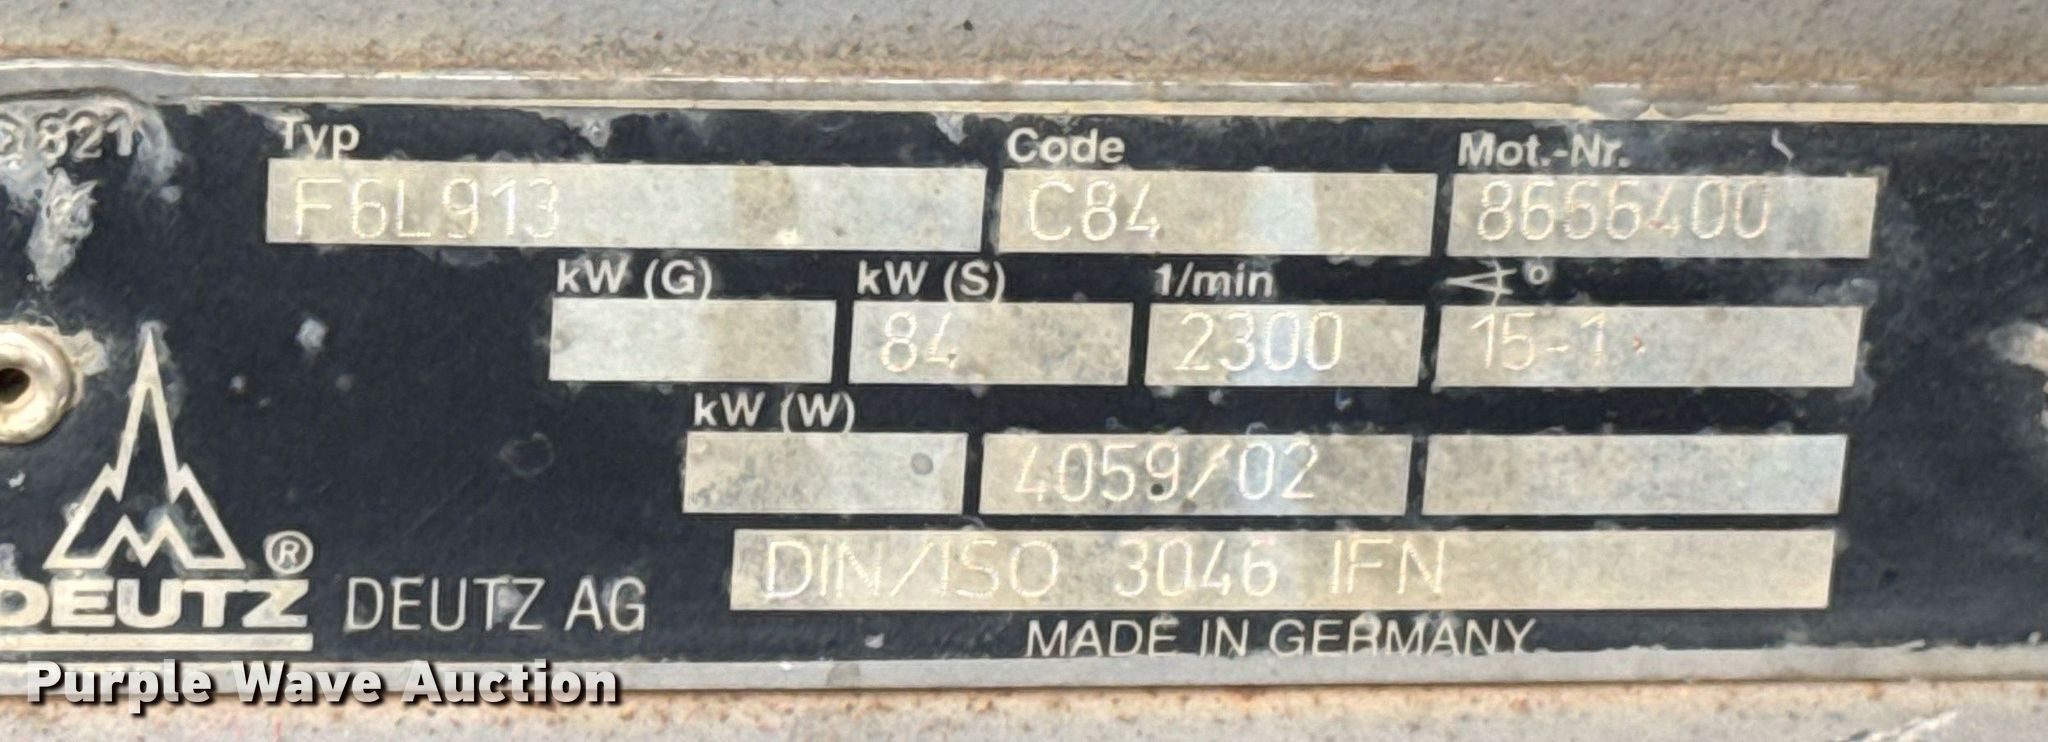 821
Typ Code Mot.-Nr.
F6L913 C84 8656400
kW (G) kW (S) 1/min °
84 2300 15-1
kW (W)
4059/02
DIN/ISO 3046 IFN
DEUTZ ® DEUTZ AG
MADE IN GERMANY
Purple Wave Auction